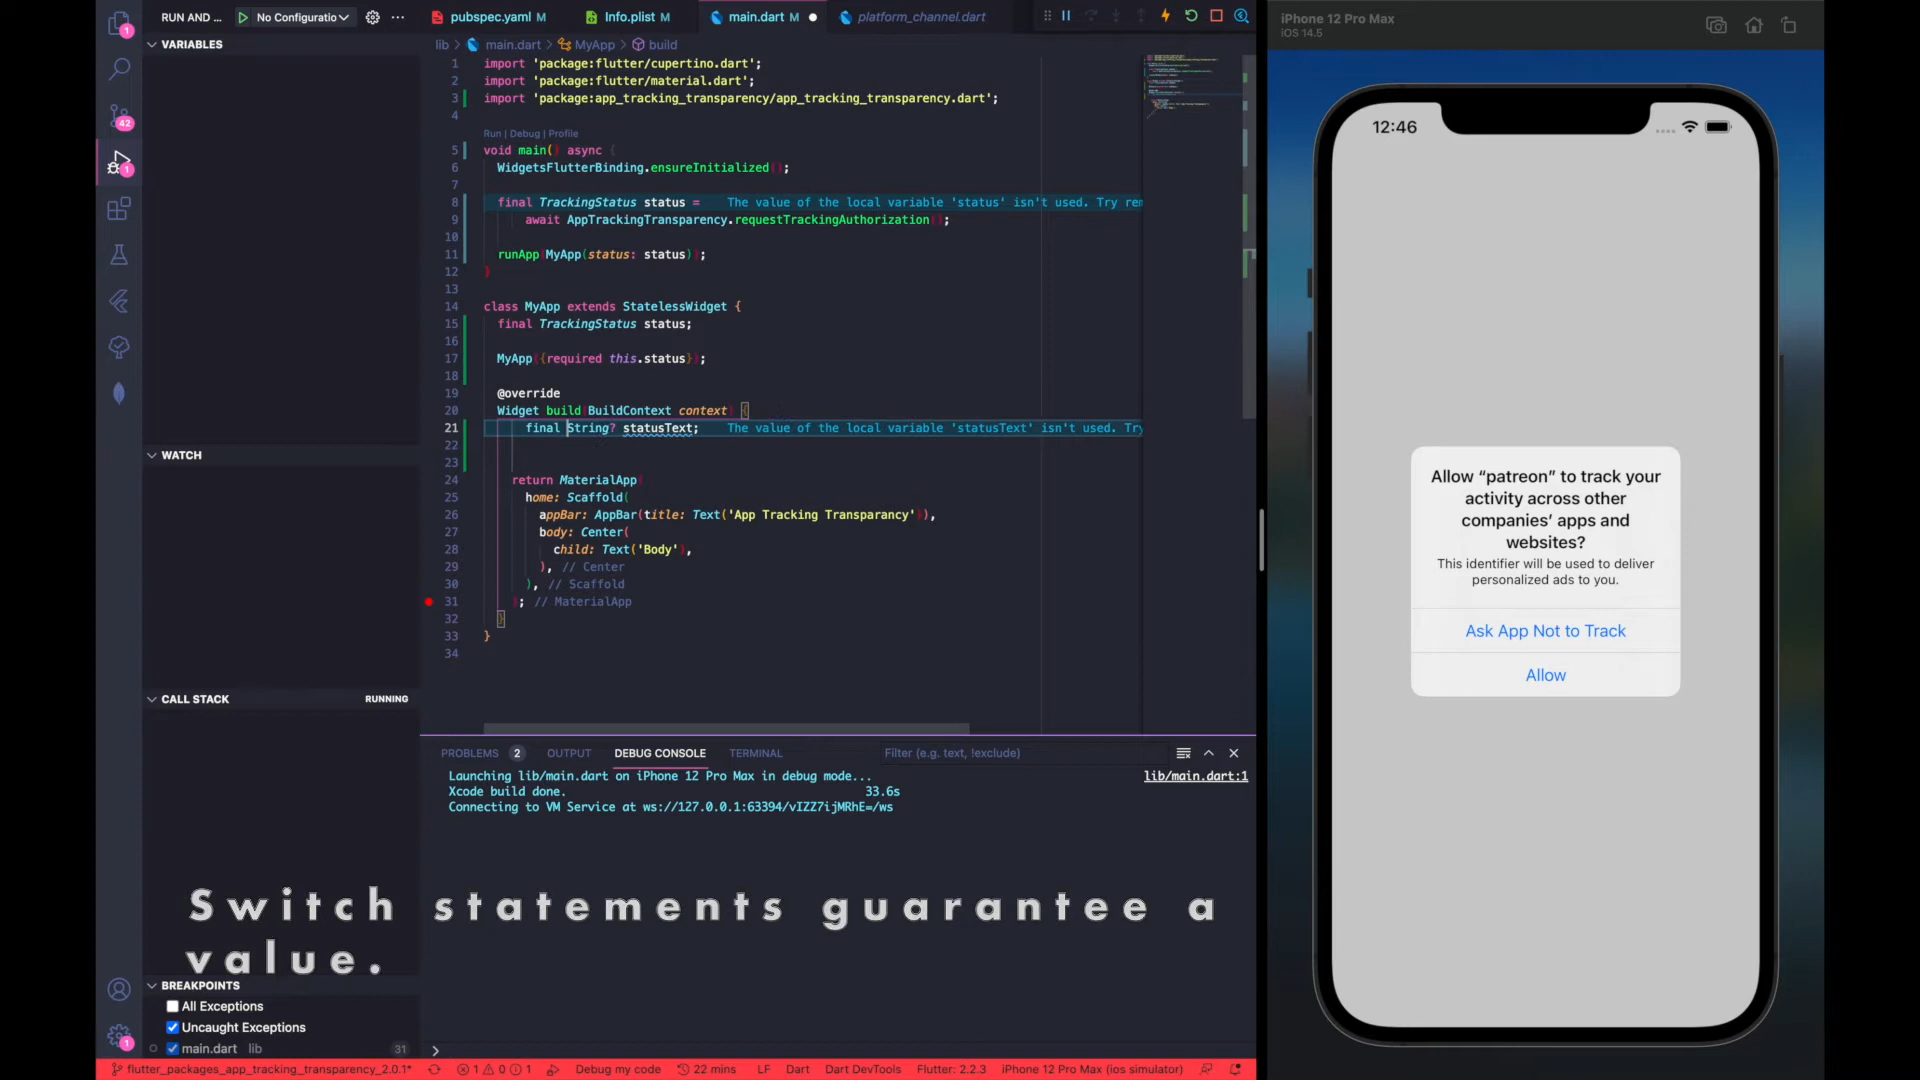 RUN AND ...
No Configuratio
pubspec.yaml M
Info.plist M
main.dart M
platform_channel.dart
VARIABLES
WATCH
CALL STACK
RUNNING
BREAKPOINTS
All Exceptions
Uncaught Exceptions
main.dart lib 31
1
42
1
1
lib > main.dart > MyApp > build
1 import 'package:flutter/cupertino.dart';
2 import 'package:flutter/material.dart';
3 import 'package:app_tracking_transparency/app_tracking_transparency.dart';
4
Run | Debug | Profile
5 void main() async {
6 WidgetsFlutterBinding.ensureInitialized();
7
8 final TrackingStatus status = The value of the local variable 'status' isn't used. Try rem
9 await AppTrackingTransparency.requestTrackingAuthorization();
10
11 runApp(MyApp(status: status));
12 }
13
14 class MyApp extends StatelessWidget {
15 final TrackingStatus status;
16
17 MyApp({required this.status});
18
19 @override
20 Widget build(BuildContext context) {
21 final String? statusText; The value of the local variable 'statusText' isn't used. Try
22
23
24 return MaterialApp(
25 home: Scaffold(
26 appBar: AppBar(title: Text('App Tracking Transparancy')),
27 body: Center(
28 child: Text('Body'),
29 ), // Center
30 ), // Scaffold
31 ); // MaterialApp
32 }
33 }
34
PROBLEMS 2 OUTPUT DEBUG CONSOLE TERMINAL Filter (e.g. text, !exclude)
Launching lib/main.dart on iPhone 12 Pro Max in debug mode... lib/main.dart:1
Xcode build done. 33.6s
Connecting to VM Service at ws://127.0.0.1:63394/vIZZ7ijMRhE=/ws
Switch statements guarantee a
value.
flutter_packages_app_tracking_transparency_2.0.1* 1 0 1 Debug my code 22 mins LF Dart Dart DevTools Flutter: 2.2.3 iPhone 12 Pro Max (ios simulator)
iPhone 12 Pro Max
iOS 14.5
12:46
Allow “patreon” to track your
activity across other
companies’ apps and
websites?
This identifier will be used to deliver
personalized ads to you.
Ask App Not to Track
Allow